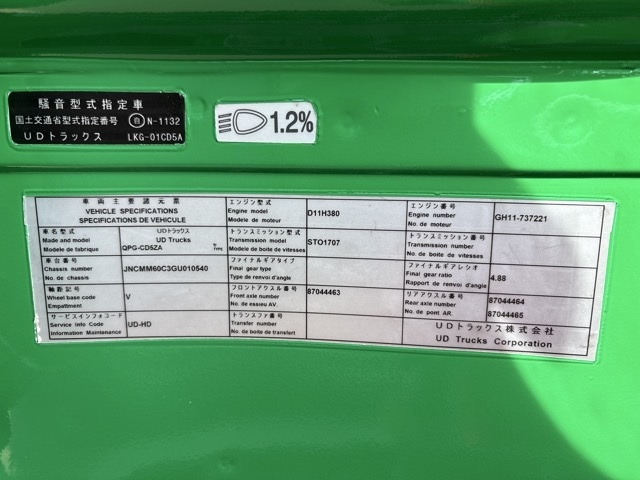 騒音型式指定車
国土交通省型式指定番号 自 N-1132
UDトラックス LKG-01CD5A
1.2%
車両主要諸元票
VEHICLE SPECIFICATIONS
SPECIFICATIONS DE VEHICULE
エンジン型式
Engine model
Modele de moteur
D11H380
エンジン番号
Engine number
No. de moteur
GH11-737221
車名型式
Made and model
Modele de fabrique
UDトラックス
UD Trucks
QPG-CD5ZA
TYPE
トランスミッション型式
Transmission model
Modele de boite de vitesses
STO1707
トランスミッション番号
Transmission number
No. de boite de vitesses
車台番号
Chassis number
No. de chassis
JNCMM60C3GU010540
ファイナルギアタイプ
Final gear type
Type de renvoi d'angle
ファイナルギアレシオ
Final gear ratio
Rapport de renvoi d'angle
4.88
軸距記号
Wheel base code
Empattment
V
フロントアクスル番号
Front axle number
No. de esseu AV.
87044463
リアアクスル番号
Rear axle number
No. de pont AR.
87044464
87044465
サービスインフォコード
Service info Code
Information Maintenance
UD-HD
トランスファ番号
Transfer number
No. de boite de transfert
UDトラックス株式会社
UD Trucks Corporation